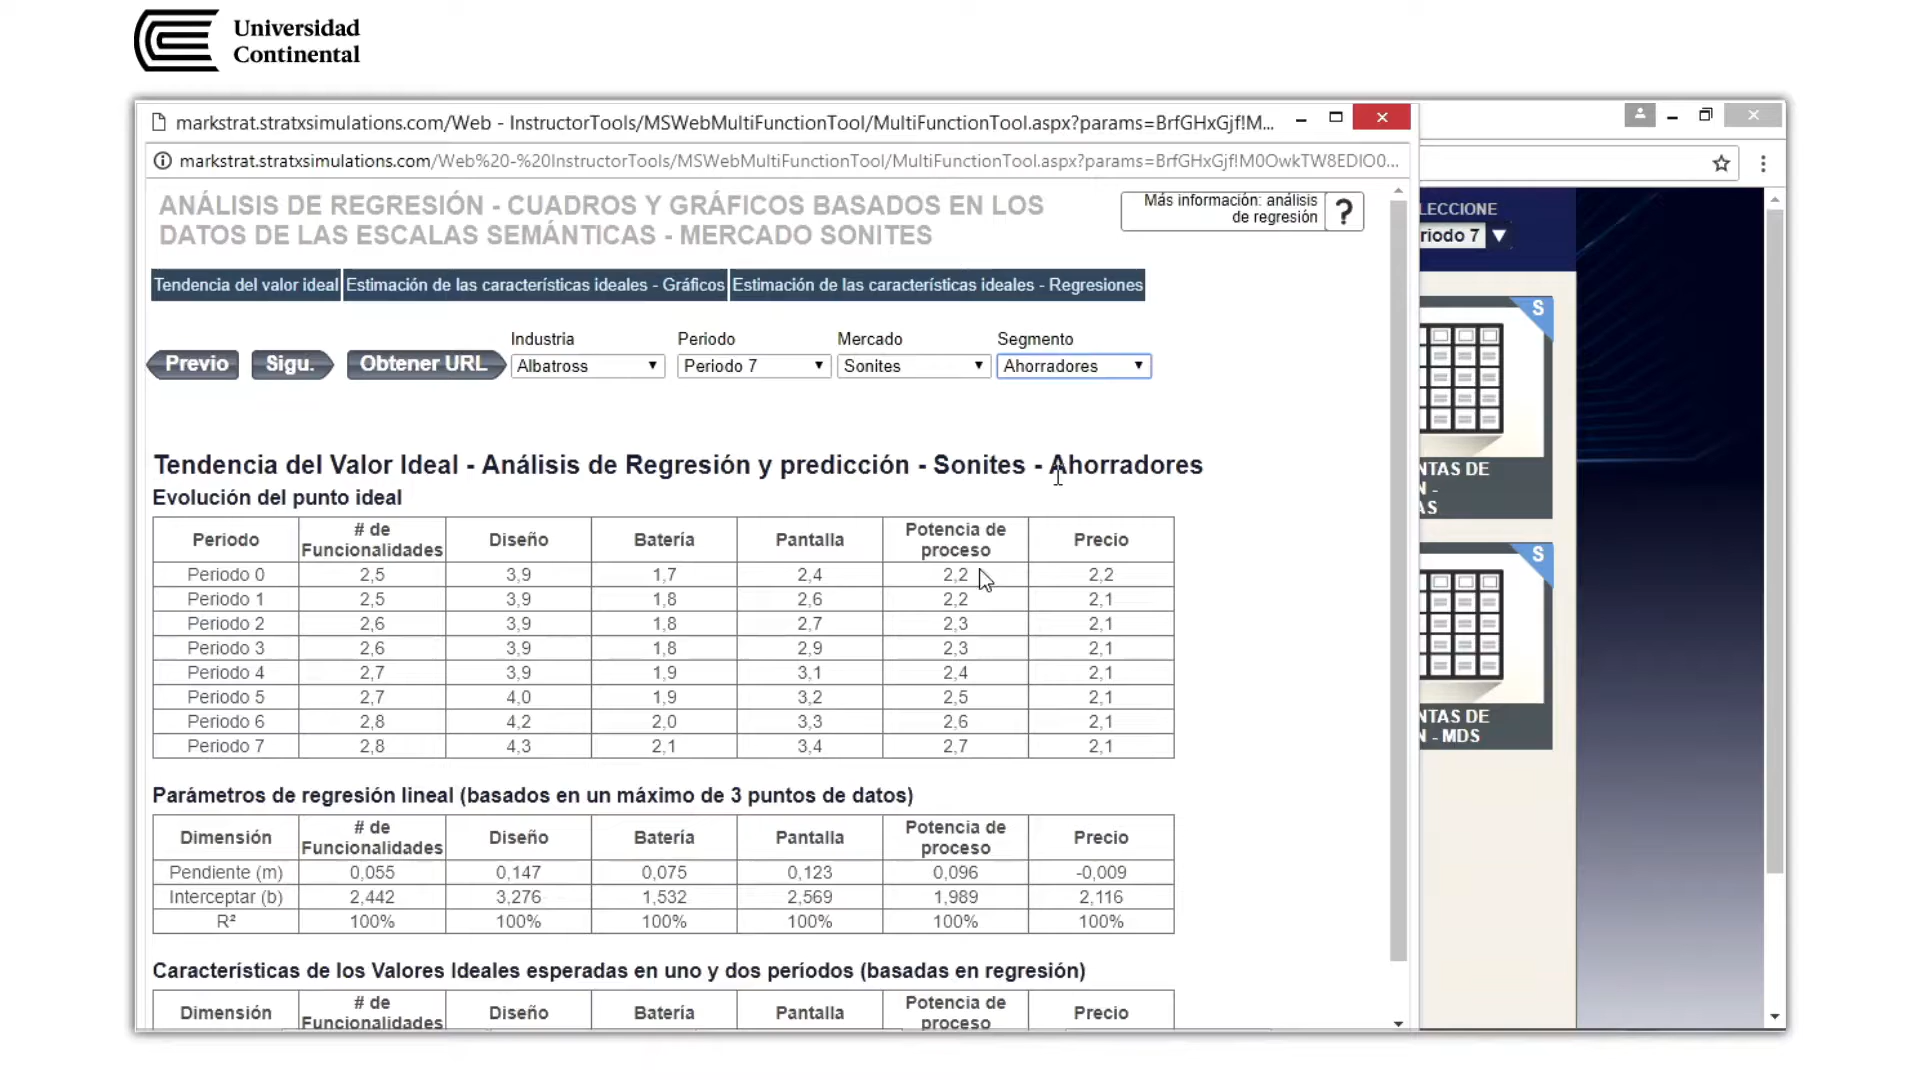 Universidad
Continental
markstrat.stratxsimulations.com/Web - InstructorTools/MSWebMultiFunctionTool/MultiFunctionTool.aspx?params=BrfGHxGjf!M...
markstrat.stratxsimulations.com/Web%20-%20InstructorTools/MSWebMultiFunctionTool/MultiFunctionTool.aspx?params=BrfGHxGjf!M0OwkTW8EDIO0...
ANÁLISIS DE REGRESIÓN - CUADROS Y GRÁFICOS BASADOS EN LOS
DATOS DE LAS ESCALAS SEMÁNTICAS - MERCADO SONITES
Más información: análisis
de regresión ?
LECCIONE
riodo 7
Tendencia del valor ideal Estimación de las características ideales - Gráficos Estimación de las características ideales - Regresiones
Industria Periodo Mercado Segmento
Previo Sigu. Obtener URL Albatross Periodo 7 Sonites Ahorradores
S
NTAS DE
N -
AS
S
NTAS DE
N - MDS
Tendencia del Valor Ideal - Análisis de Regresión y predicción - Sonites - Ahorradores
Evolución del punto ideal
Periodo # de Funcionalidades Diseño Batería Pantalla Potencia de proceso Precio
Periodo 0 2,5 3,9 1,7 2,4 2,2 2,2
Periodo 1 2,5 3,9 1,8 2,6 2,2 2,1
Periodo 2 2,6 3,9 1,8 2,7 2,3 2,1
Periodo 3 2,6 3,9 1,8 2,9 2,3 2,1
Periodo 4 2,7 3,9 1,9 3,1 2,4 2,1
Periodo 5 2,7 4,0 1,9 3,2 2,5 2,1
Periodo 6 2,8 4,2 2,0 3,3 2,6 2,1
Periodo 7 2,8 4,3 2,1 3,4 2,7 2,1
Parámetros de regresión lineal (basados en un máximo de 3 puntos de datos)
Dimensión # de Funcionalidades Diseño Batería Pantalla Potencia de proceso Precio
Pendiente (m) 0,055 0,147 0,075 0,123 0,096 -0,009
Interceptar (b) 2,442 3,276 1,532 2,569 1,989 2,116
R² 100% 100% 100% 100% 100% 100%
Características de los Valores Ideales esperadas en uno y dos períodos (basadas en regresión)
Dimensión # de Funcionalidades Diseño Batería Pantalla Potencia de proceso Precio